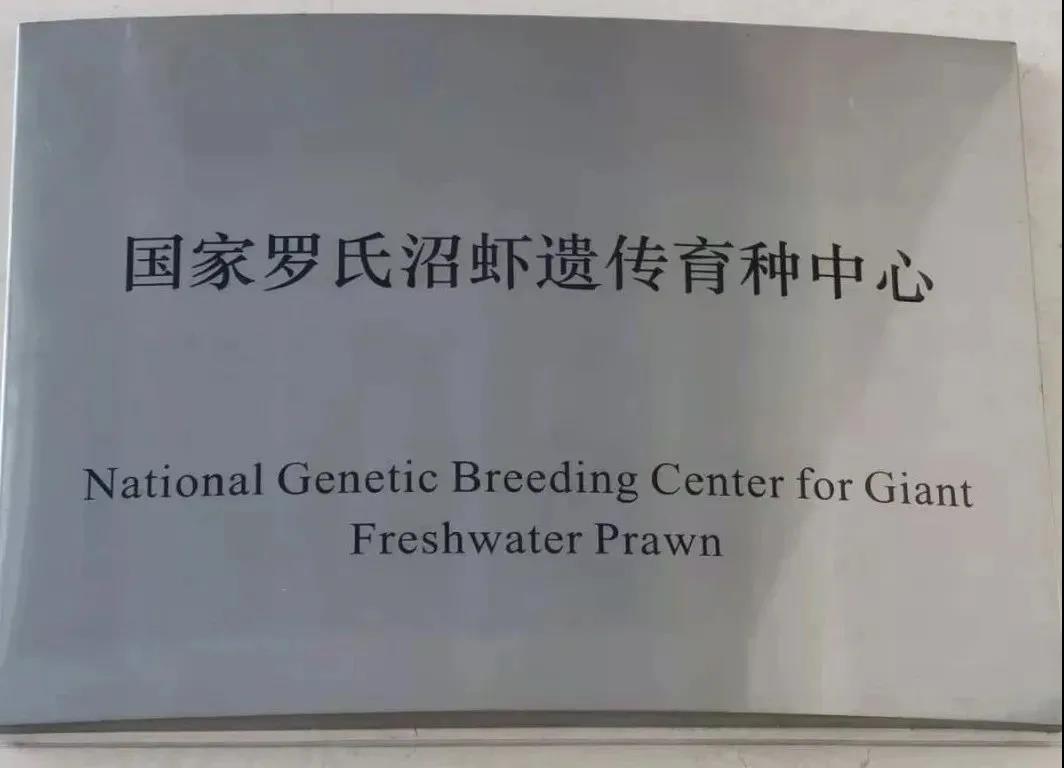 国家罗氏沼虾遗传育种中心
National Genetic Breeding Center for Giant
Freshwater Prawn